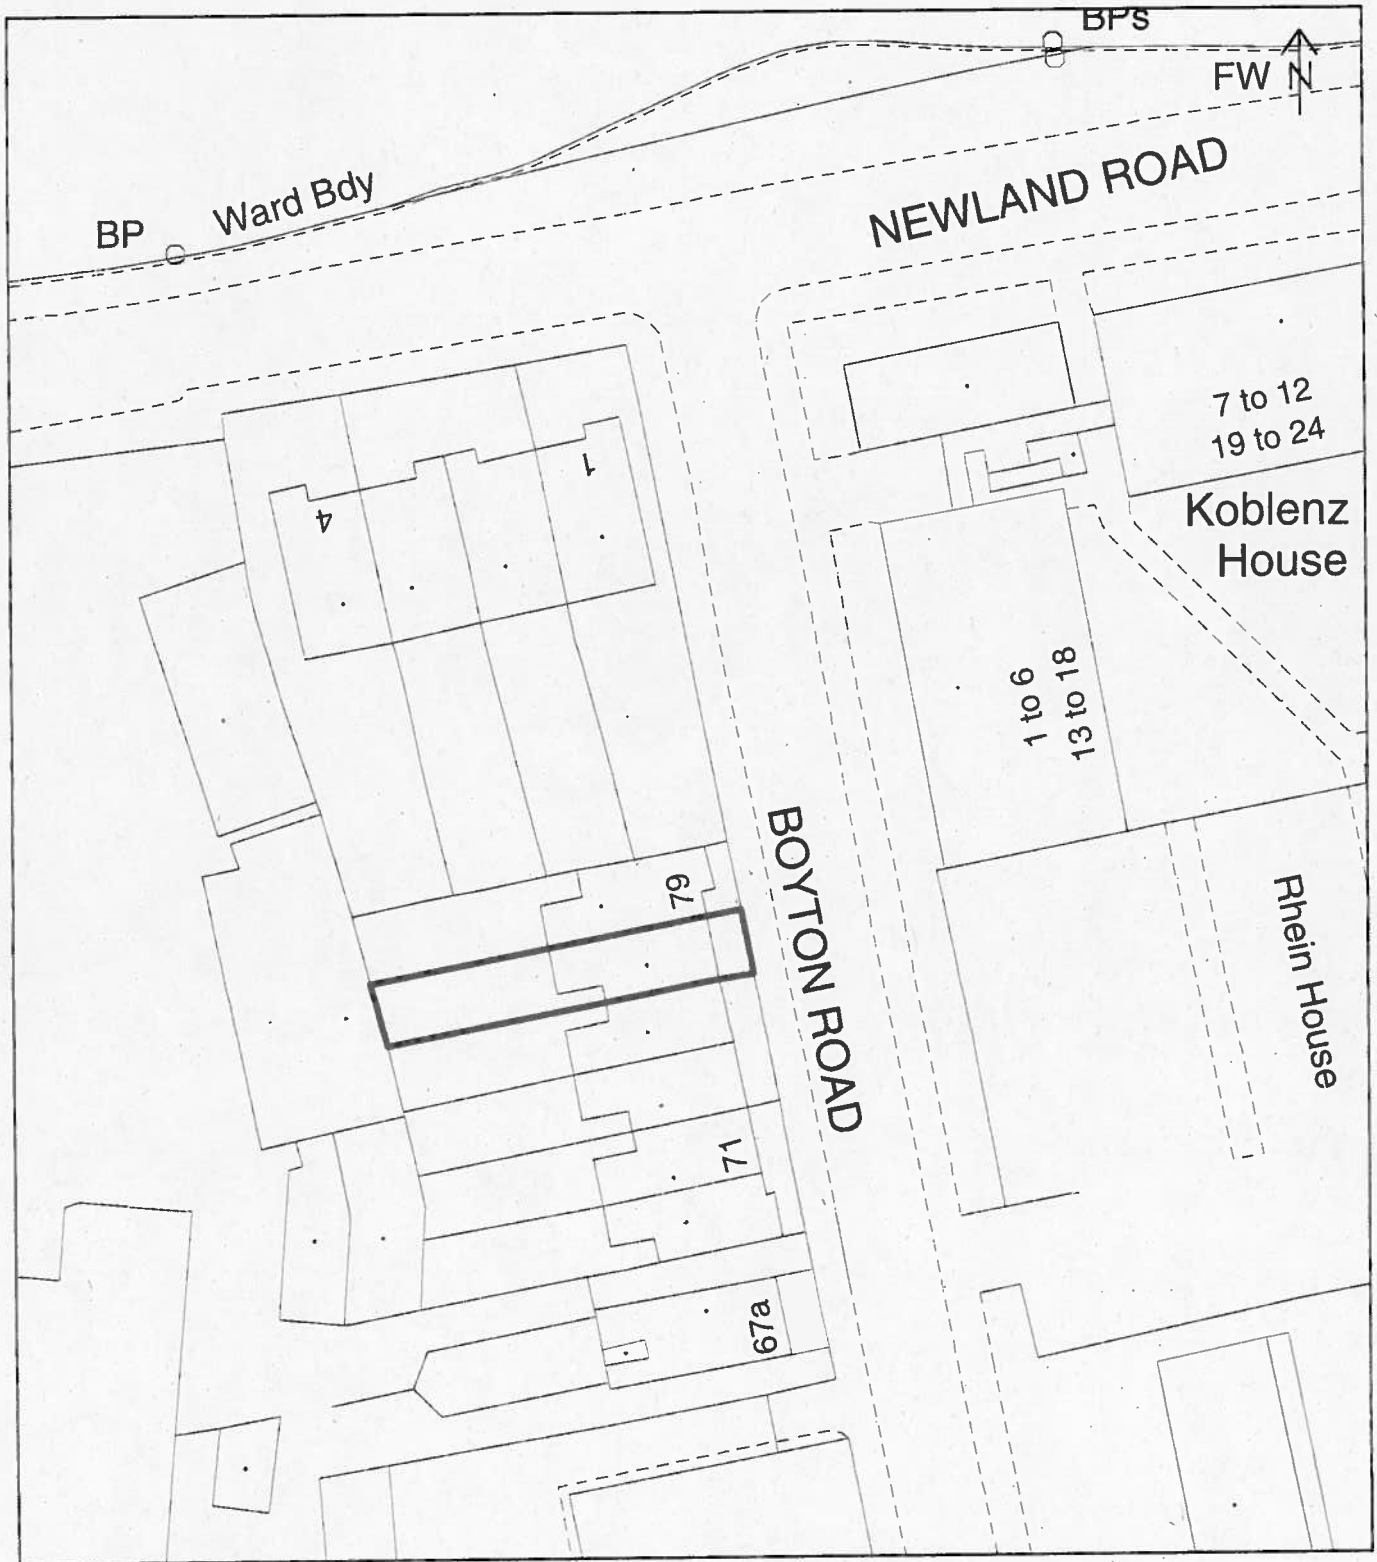 BPs
FW N
NEWLAND ROAD
Ward Bdy
BP
7 to 12
19 to 24
Koblenz
House
1
4
1 to 6
13 to 18
BOYTON ROAD
79
Rhein House
71
67a